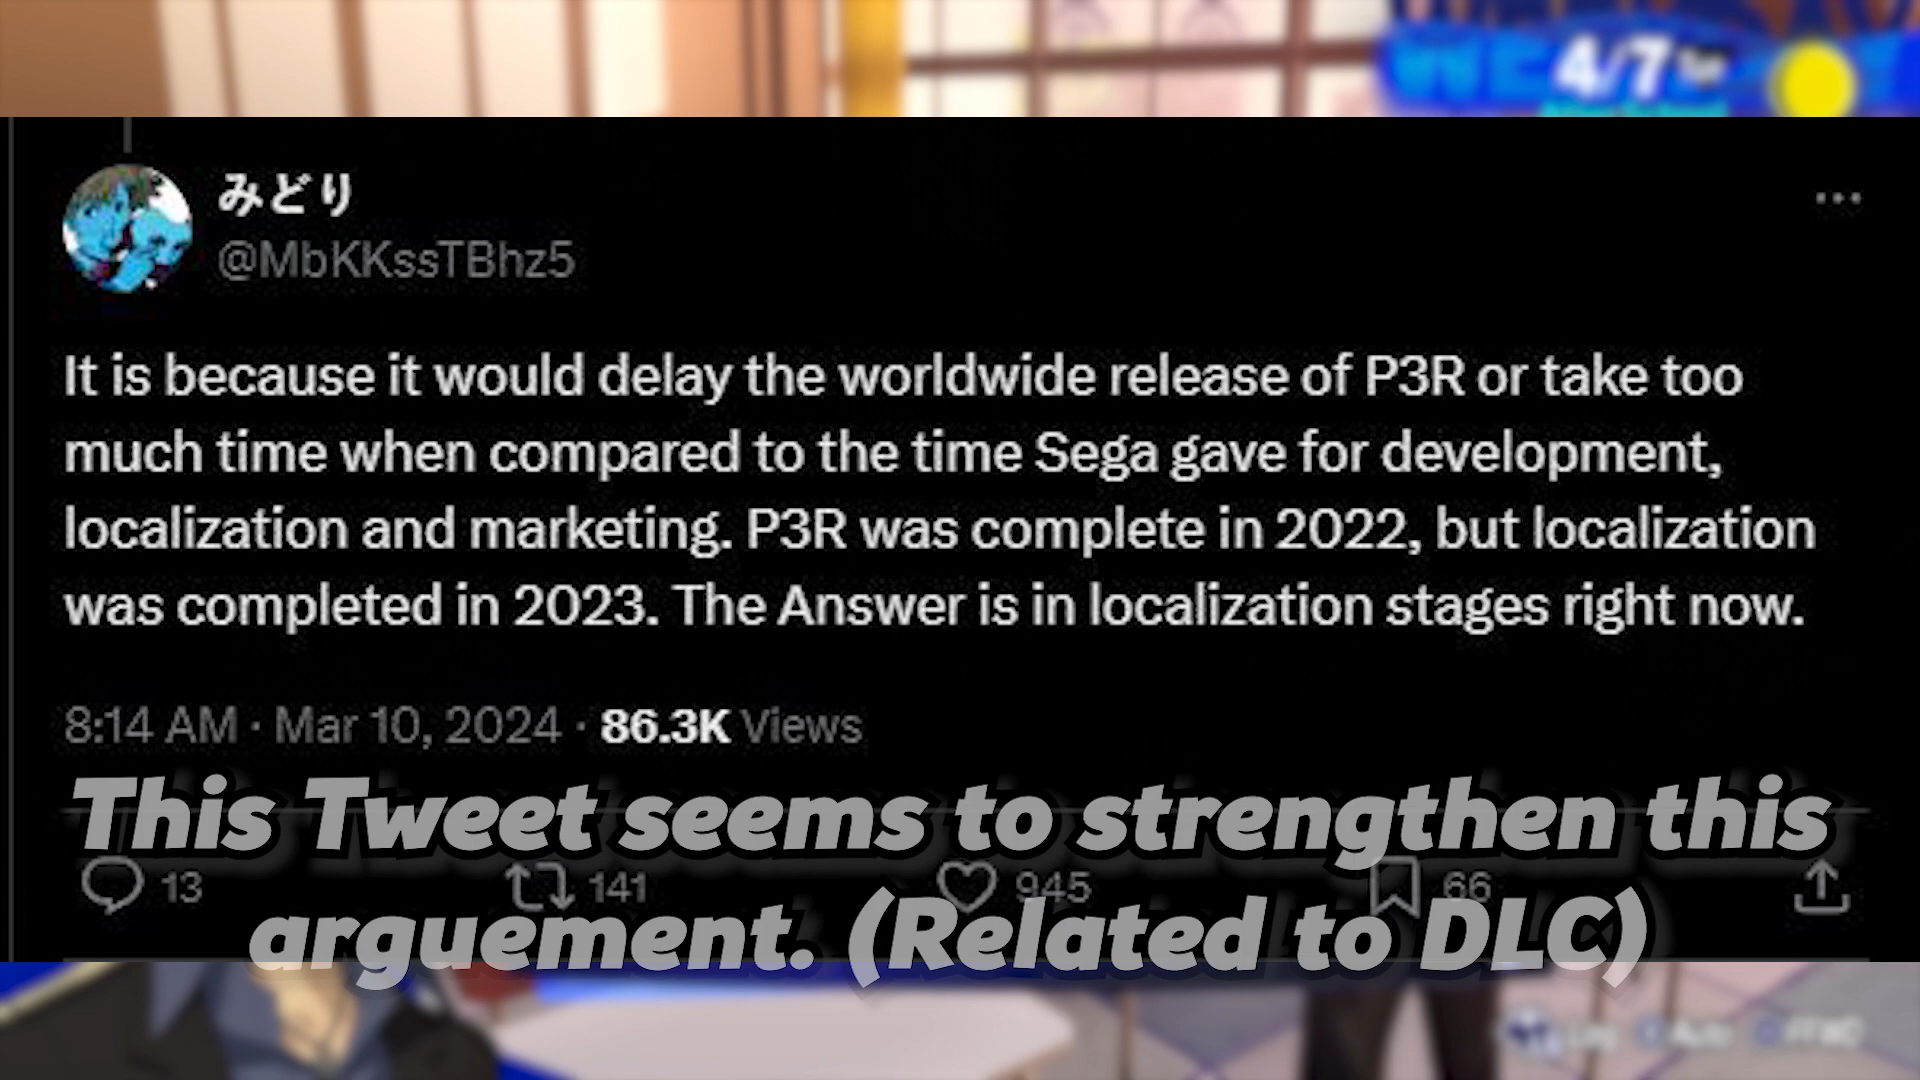 4/7
みどり
@MbKKssTBhz5
It is because it would delay the worldwide release of P3R or take too
much time when compared to the time Sega gave for development,
localization and marketing. P3R was complete in 2022, but localization
was completed in 2023. The Answer is in localization stages right now.
8:14 AM · Mar 10, 2024 · 86.3K Views
This Tweet seems to strengthen this
13 141 945 66
arguement. (Related to DLC)
Log Auto FFWD